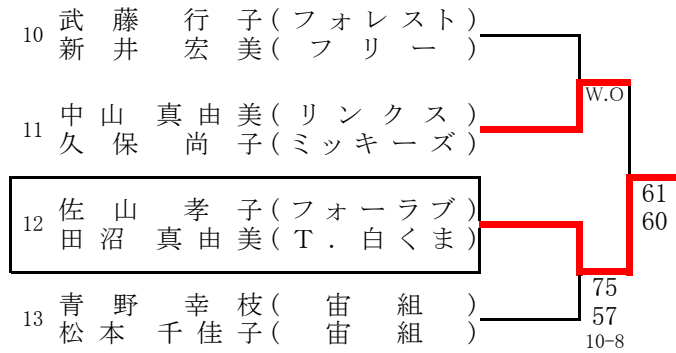 10 武藤 行子(フォレスト)
新井 宏美(フリー)
W.O
11 中山 真由美(リンクス)
久保 尚子(ミッキーズ)
61
60
12 佐山 孝子(フォーラブ)
田沼 真由美(T.白くま)
75
57
10-8
13 青野 幸枝(宙組)
松本 千佳子(宙組)